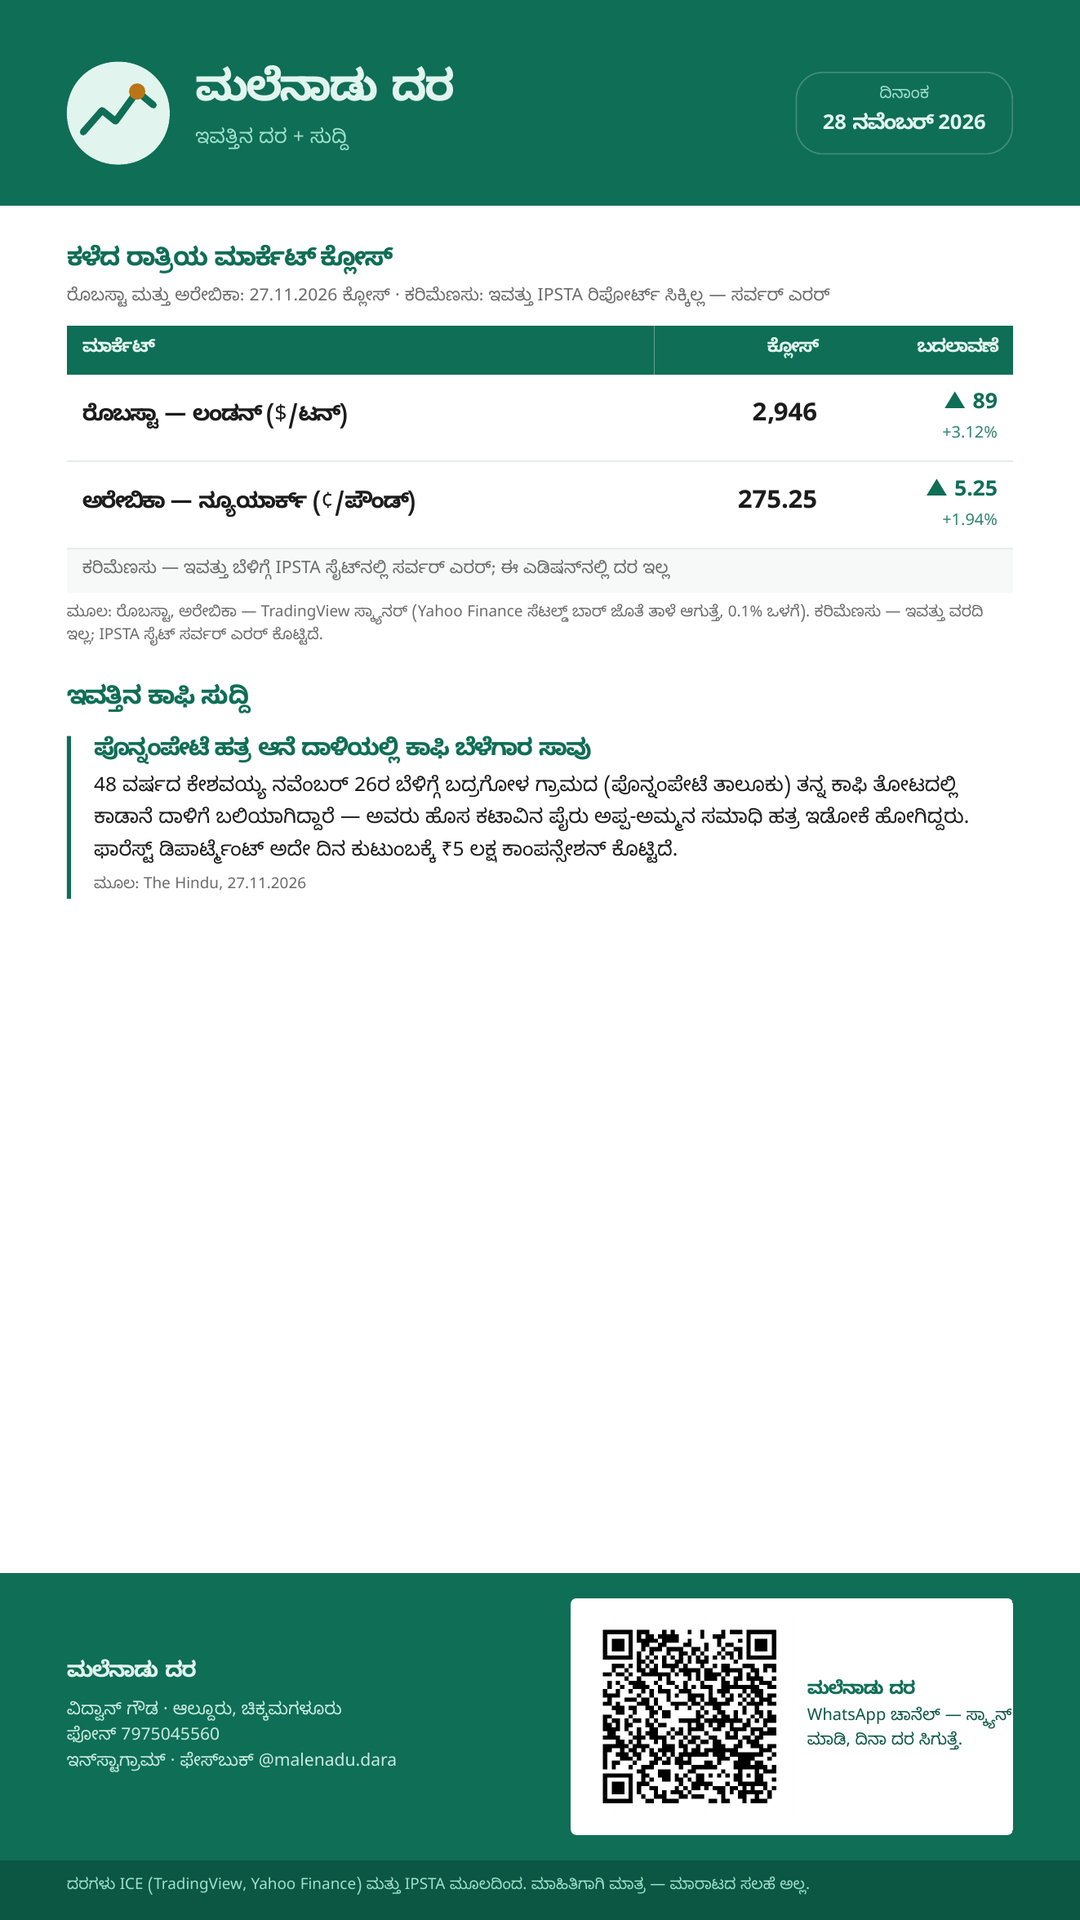 ಮಲೆನಾಡು ದರ
ಇವತ್ತಿನ ದರ + ಸುದ್ದಿ
ದಿನಾಂಕ
28 ನವೆಂಬರ್ 2026
ಕಳೆದ ರಾತ್ರಿಯ ಮಾರ್ಕೆಟ್ ಕ್ಲೋಸ್
ರೊಬಸ್ಟಾ ಮತ್ತು ಅರೇಬಿಕಾ: 27.11.2026 ಕ್ಲೋಸ್ · ಕರಿಮೆಣಸು: ಇವತ್ತು IPSTA ರಿಪೋರ್ಟ್ ಸಿಕ್ಕಿಲ್ಲ — ಸರ್ವರ್ ಎರರ್
ಮಾರ್ಕೆಟ್ ಕ್ಲೋಸ್ ಬದಲಾವಣೆ
ರೊಬಸ್ಟಾ — ಲಂಡನ್ ($/ಟನ್) 2,946 ▲ 89
+3.12%
ಅರೇಬಿಕಾ — ನ್ಯೂಯಾರ್ಕ್ (¢/ಪೌಂಡ್) 275.25 ▲ 5.25
+1.94%
ಕರಿಮೆಣಸು — ಇವತ್ತು ಬೆಳಿಗ್ಗೆ IPSTA ಸೈಟ್‌ನಲ್ಲಿ ಸರ್ವರ್ ಎರರ್; ಈ ಎಡಿಷನ್‌ನಲ್ಲಿ ದರ ಇಲ್ಲ
ಮೂಲ: ರೊಬಸ್ಟಾ, ಅರೇಬಿಕಾ — TradingView ಸ್ಕ್ಯಾನರ್ (Yahoo Finance ಸೆಟಲ್ಡ್ ಬಾರ್ ಜೊತೆ ತಾಳೆ ಆಗುತ್ತೆ, 0.1% ಒಳಗೆ). ಕರಿಮೆಣಸು — ಇವತ್ತು ವರದಿ
ಇಲ್ಲ; IPSTA ಸೈಟ್ ಸರ್ವರ್ ಎರರ್ ಕೊಟ್ಟಿದೆ.
ಇವತ್ತಿನ ಕಾಫಿ ಸುದ್ದಿ
ಪೊನ್ನಂಪೇಟೆ ಹತ್ರ ಆನೆ ದಾಳಿಯಲ್ಲಿ ಕಾಫಿ ಬೆಳೆಗಾರ ಸಾವು
48 ವರ್ಷದ ಕೇಶವಯ್ಯ ನವೆಂಬರ್ 26ರ ಬೆಳಿಗ್ಗೆ ಬದ್ರಗೋಳ ಗ್ರಾಮದ (ಪೊನ್ನಂಪೇಟೆ ತಾಲೂಕು) ತನ್ನ ಕಾಫಿ ತೋಟದಲ್ಲಿ
ಕಾಡಾನೆ ದಾಳಿಗೆ ಬಲಿಯಾಗಿದ್ದಾರೆ — ಅವರು ಹೊಸ ಕಟಾವಿನ ಪೈರು ಅಪ್ಪ-ಅಮ್ಮನ ಸಮಾಧಿ ಹತ್ರ ಇಡೋಕೆ ಹೋಗಿದ್ದರು.
ಫಾರೆಸ್ಟ್ ಡಿಪಾರ್ಟ್ಮೆಂಟ್ ಅದೇ ದಿನ ಕುಟುಂಬಕ್ಕೆ ₹5 ಲಕ್ಷ ಕಾಂಪನ್ಸೇಶನ್ ಕೊಟ್ಟಿದೆ.
ಮೂಲ: The Hindu, 27.11.2026
ಮಲೆನಾಡು ದರ
ವಿದ್ವಾನ್ ಗೌಡ · ಆಲ್ದೂರು, ಚಿಕ್ಕಮಗಳೂರು
ಫೋನ್ 7975045560
ಇನ್‌ಸ್ಟಾಗ್ರಾಮ್ · ಫೇಸ್‌ಬುಕ್ @malenadu.dara
ಮಲೆನಾಡು ದರ
WhatsApp ಚಾನೆಲ್ — ಸ್ಕ್ಯಾನ್
ಮಾಡಿ, ದಿನಾ ದರ ಸಿಗುತ್ತೆ.
ದರಗಳು ICE (TradingView, Yahoo Finance) ಮತ್ತು IPSTA ಮೂಲದಿಂದ. ಮಾಹಿತಿಗಾಗಿ ಮಾತ್ರ — ಮಾರಾಟದ ಸಲಹೆ ಅಲ್ಲ.